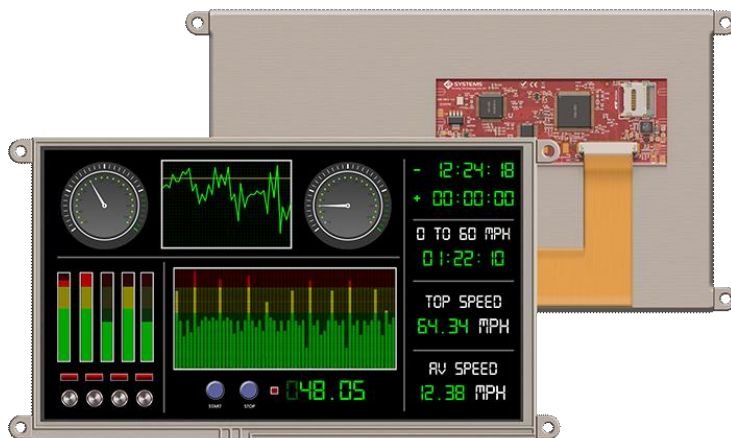 SYSTEMS
- 12:24:18
+ 00:00:00
0 TO 60 MPH
01:22:10
TOP SPEED
64.34 MPH
AV SPEED
12.38 MPH
START
STOP
48.05